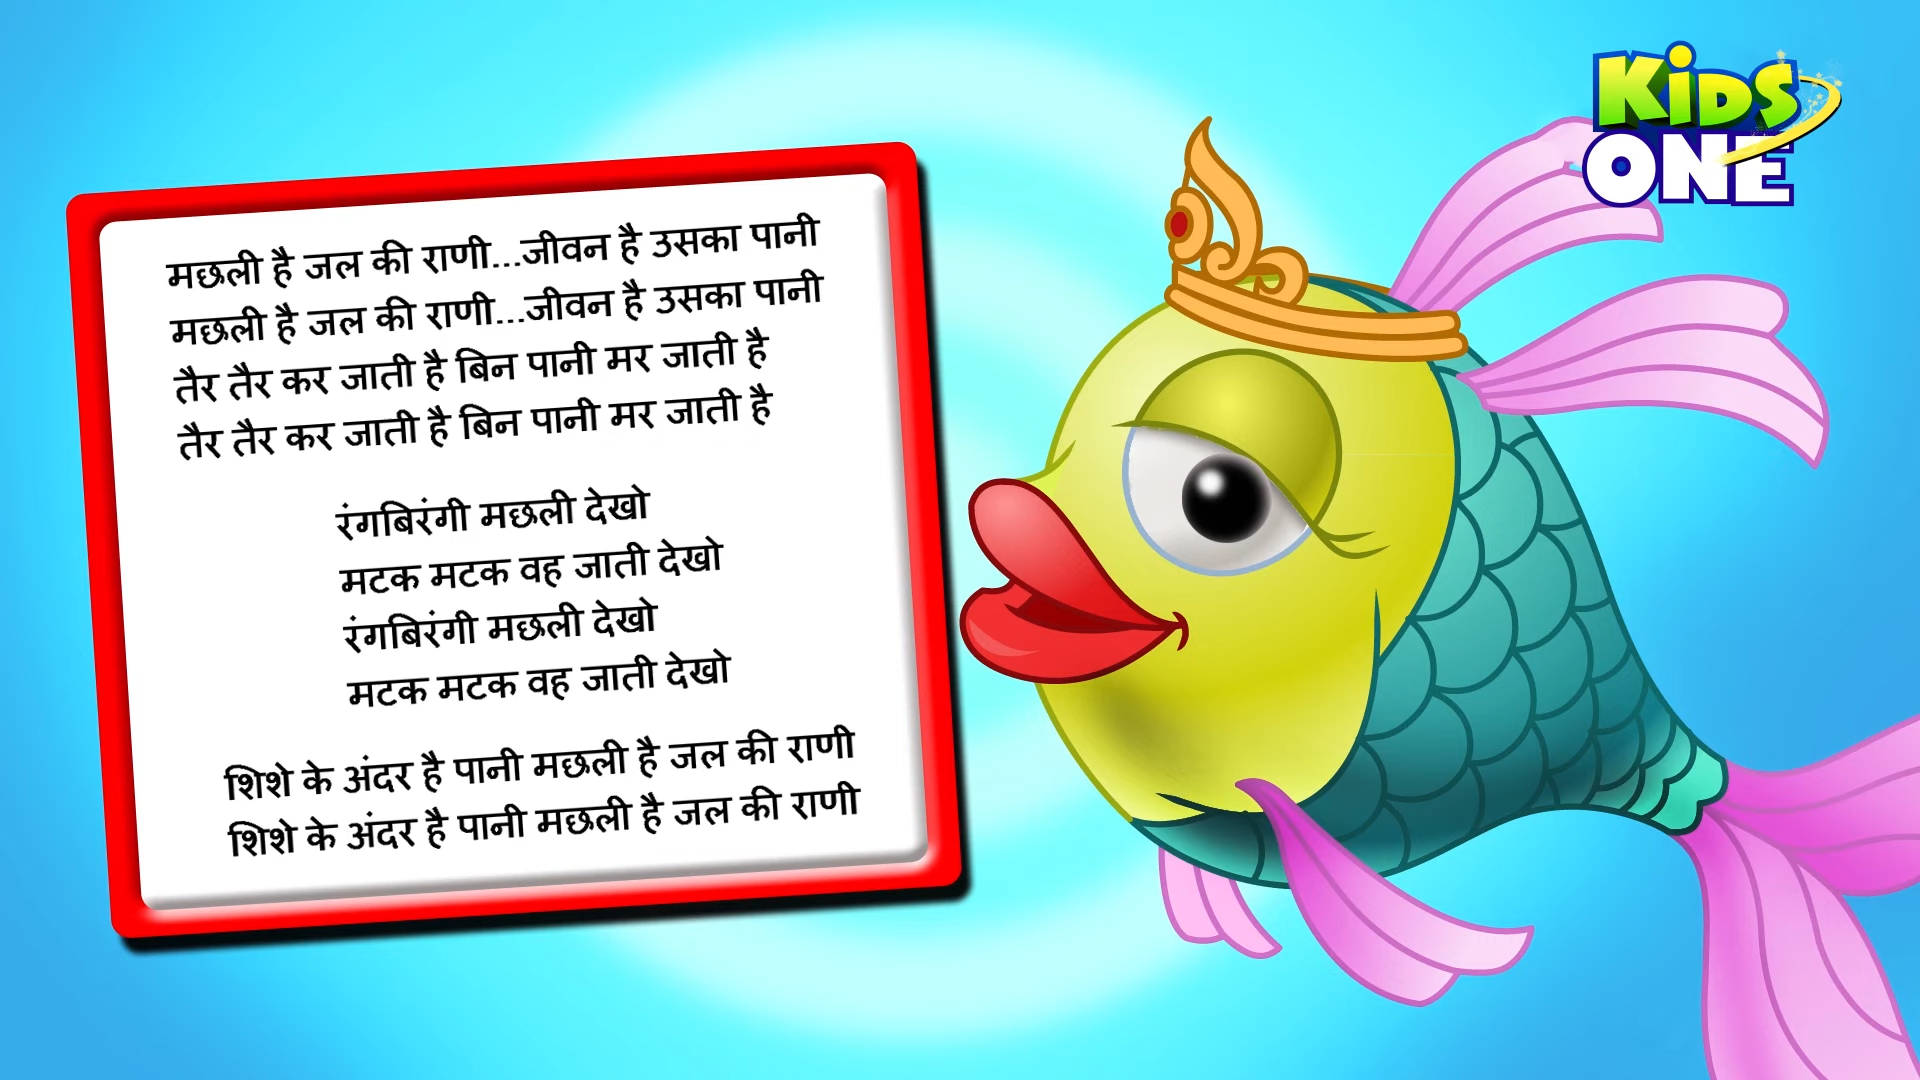 मछली है जल की राणी...जीवन है उसका पानी
मछली है जल की राणी...जीवन है उसका पानी
तैर तैर कर जाती है बिन पानी मर जाती है
तैर तैर कर जाती है बिन पानी मर जाती है
रंगबिरंगी मछली देखो
मटक मटक वह जाती देखो
रंगबिरंगी मछली देखो
मटक मटक वह जाती देखो
शिशे के अंदर है पानी मछली है जल की राणी
शिशे के अंदर है पानी मछली है जल की राणी
KiDS
ONE